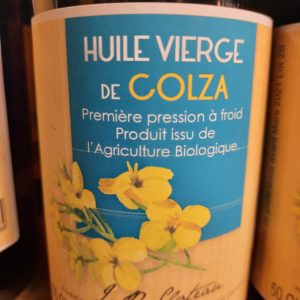 HUILE VIERGE
DE COLZA
Première pression à froid
Produit issu de
l'Agriculture Biologique.